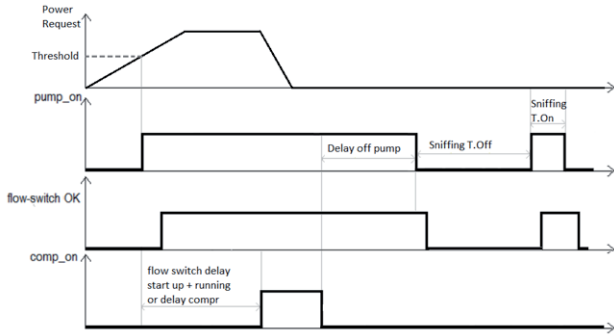 Power
Request
Threshold
pump_on
Sniffing
T.On
Delay off pump
Sniffing T.Off
flow-switch OK
comp_on
flow switch delay
start up + running
or delay compr